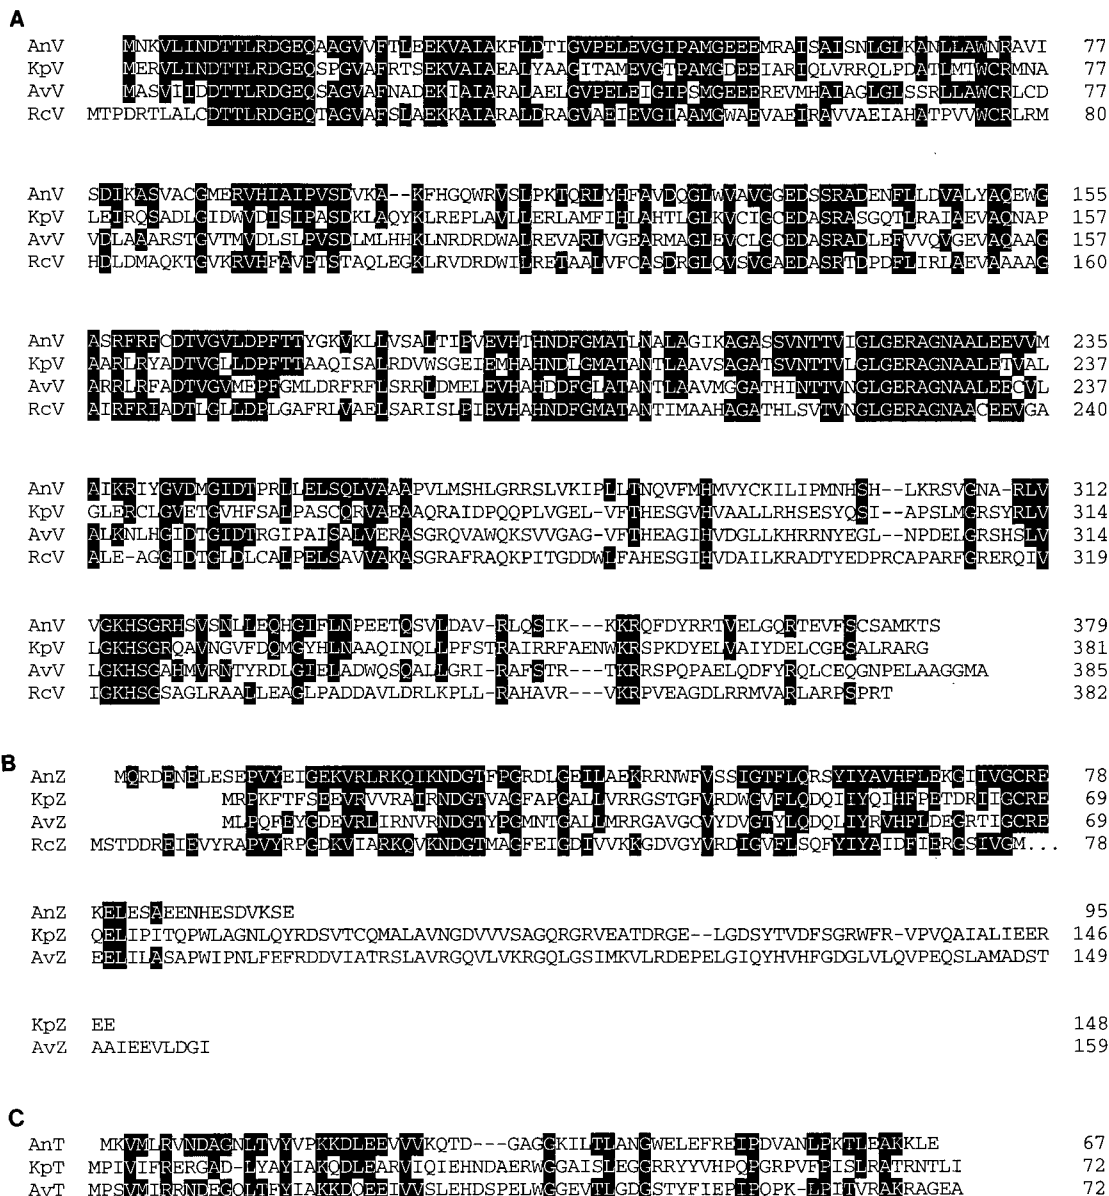 A
AnV MNKVLINDTTLRDGEQAAGVVFTLEEKVAIAKFLDTIGVPELEVGIPAMGEEEMRAISAISNLGLKANLLAWNRAVI 77
KpV MERVLINDTTLRDGEQSPGVAFRTSEKVAIAEALYAAGITAMEVGTPAMGDEEIARIQLVRRQLPDATLMTWCRMNA 77
AvV MASVIIDDTTLRDGEQSAGVAFNADEKIAIARALAELGVPELEIGIPSMGEEEREVMHAIAGLGLSSRLLAWCRLCD 77
RcV MTPDRTLALCDTTLRDGEQTAGVAFSLAEKKAIARALDRAGVAEIEVGIAAMGWAEVAEIRAVVAEIAHATPVVWCRLRM 80
AnV SDIKASVACGMERVHIAIPVSDVKA--KFHGQWRVSLPKTQRLYHFAVDQGLWVAVGGEDSSRADENFLLDVALYAQEWG 155
KpV LEIRQSADLGIDWVDISIPASDKLAQYKLREPLAVLLERLAMFIHLAHTLGLKVCIGCEDASRASGQTLRAIAEVAQNAP 157
AvV VDLAAARSTGVTMVDLSLPVSDLMLHHKLNRDRDWALREVARLVGEARMAGLEVCLGCEDASRADLEFVVQVGEVAQAAG 157
RcV HDLDMAQKTGVKRVHFAVPTSTAQLEGKLRVDRDWILRETAALVFCASDRGLQVSVGAEDASRTDPDFLIRLAEVAAAAG 160
AnV ASRFRFCDTVGVLDPFTTYGKVKLLVSALTIPVEVHTHNDFGMATLNALAGIKAGASSVNTTVIGLGERAGNAALEEVVM 235
KpV AARLRYADTVGLLDPFTTAAQISALRDVWSGEIEMHAHNDLGMATANTLAAVSAGATSVNTTVLGLGERAGNAALETVAL 237
AvV ARRLRFADTVGVMEPFGMLDRFRFLSRRLDMELEVHAHDDFGLATANTLAAVMGGATHINTTVNGLGERAGNAALEECVL 237
RcV AIRFRIADTLGLLDPLGAFRLVAELSARISLPIEVHAHNDFGMATANTIMAAHAGATHLSVTVNGLGERAGNAACEEVGA 240
AnV AIKRIYGVDMGIDTPRLLELSQLVAAAAPVLMSHLGRRSLVKIPLLTNQVFMHMVYCKILIPMNHSH--LKRSVGNA-RLV 312
KpV GLERCLGVETGVHFSALPASCQRVAEAAQRAIDPQQPLVGEL-VFTHESGVHVAALLRHSESYQSI--APSLMGRSYRLV 314
AvV ALKNLHGIDTGIDTRGIPAISALVERASGRQVAWQKSVVGAG-VFTHEAGIHVDGLLKHRRNYEGL--NPDELGRSHSLV 314
RcV ALE-AGGIDTGLDLCALPELSAVVAKASGRAFRAQKPITGDDWLFAHESGIHVDAILKRADTYEDPRCAPARFGRERQIV 319
AnV VGKHSGRHSVSNLLEQHGIFLNPEETQSVLDAV-RLQSIK---KKRQFDYRRTVELGQRTEVFSCSAMKTS 379
KpV LGKHSGRQAVNGVFDQMGYHLNAAQINQLLPFSTRAIRRFAENWKRSPKDYELVAIYDELCGESALRARG 381
AvV LGKHSGAHMVRNTYRDLGIELADWQSQALLGRI-RAFSTR---TKRRSPQPAELQDFYRQLCEQGNPELAAGGMA 385
RcV IGKHSGSAGLRAALLEAGLPADDAVLDRLKPLL-RAHAVR---VKRPVEAGDLRRMVARLARPSPRT 382
B
AnZ MQRDENELESEPVYEIGEKVRLRKQIKNDGTFPGRDLGEILAEKRRNWFVSSIGTFLQRSYIYAVHFLEKGIIVGCRE 78
KpZ MRPKFTFSEEVRVVRAIRNDGTVAGFAPGALLVRRGSTGFVRDWGVFLQDQIIYQIHFPETDRIIGCRE 69
AvZ MLPQFEYGDEVRLIRNVRNDGTYPGMNTGALLMRRGAVGCVYDVGTYLQDQLIYRVHFLDEGRTIGCRE 69
RcZ MSTDDREIEVYRAPVYRPGDKVIARKQVKNDGTMAGFEIGDIVVKKGDVGYVRDIGVFLSQFYIYAIDFIERGSIVGM... 78
AnZ KELESAEENHESDVKSE 95
KpZ QELIPITQPWLAGNLQYRDSVTCQMALAVNGDVVVSAGQRGRVEATDRGE--LGDSYTVDFSGRWFR-VPVQAIALIEER 146
AvZ EELILASAPWIPNLFEFRDDVIATRSLAVRGQVLVKRGQLGSIMKVLRDEPELGIQYHVHFGDGLVLQVPEQSLAMADST 149
KpZ EE 148
AvZ AAIEEVLDGI 159
C
AnT MKVMLRVNDAGNLTVYVPKKDLEEVVVKQTD---GAGGKILTLANGWELEFREIPDVANLPKTLEAKKLE 67
KpT MPIVIFRERGAD-LYAYIAKQDLEARVIQIEHNDAERWGGAISLEGGRRYYVHPQPGRPVFPISLRATRNTLI 72
AvT MPSVMIRRNDEGQLTFYIAKKDQEEIVVSLEHDSPELWGGEVTLGDGSTYFIEPIPQPK-LPITVRAKRAGEA 72